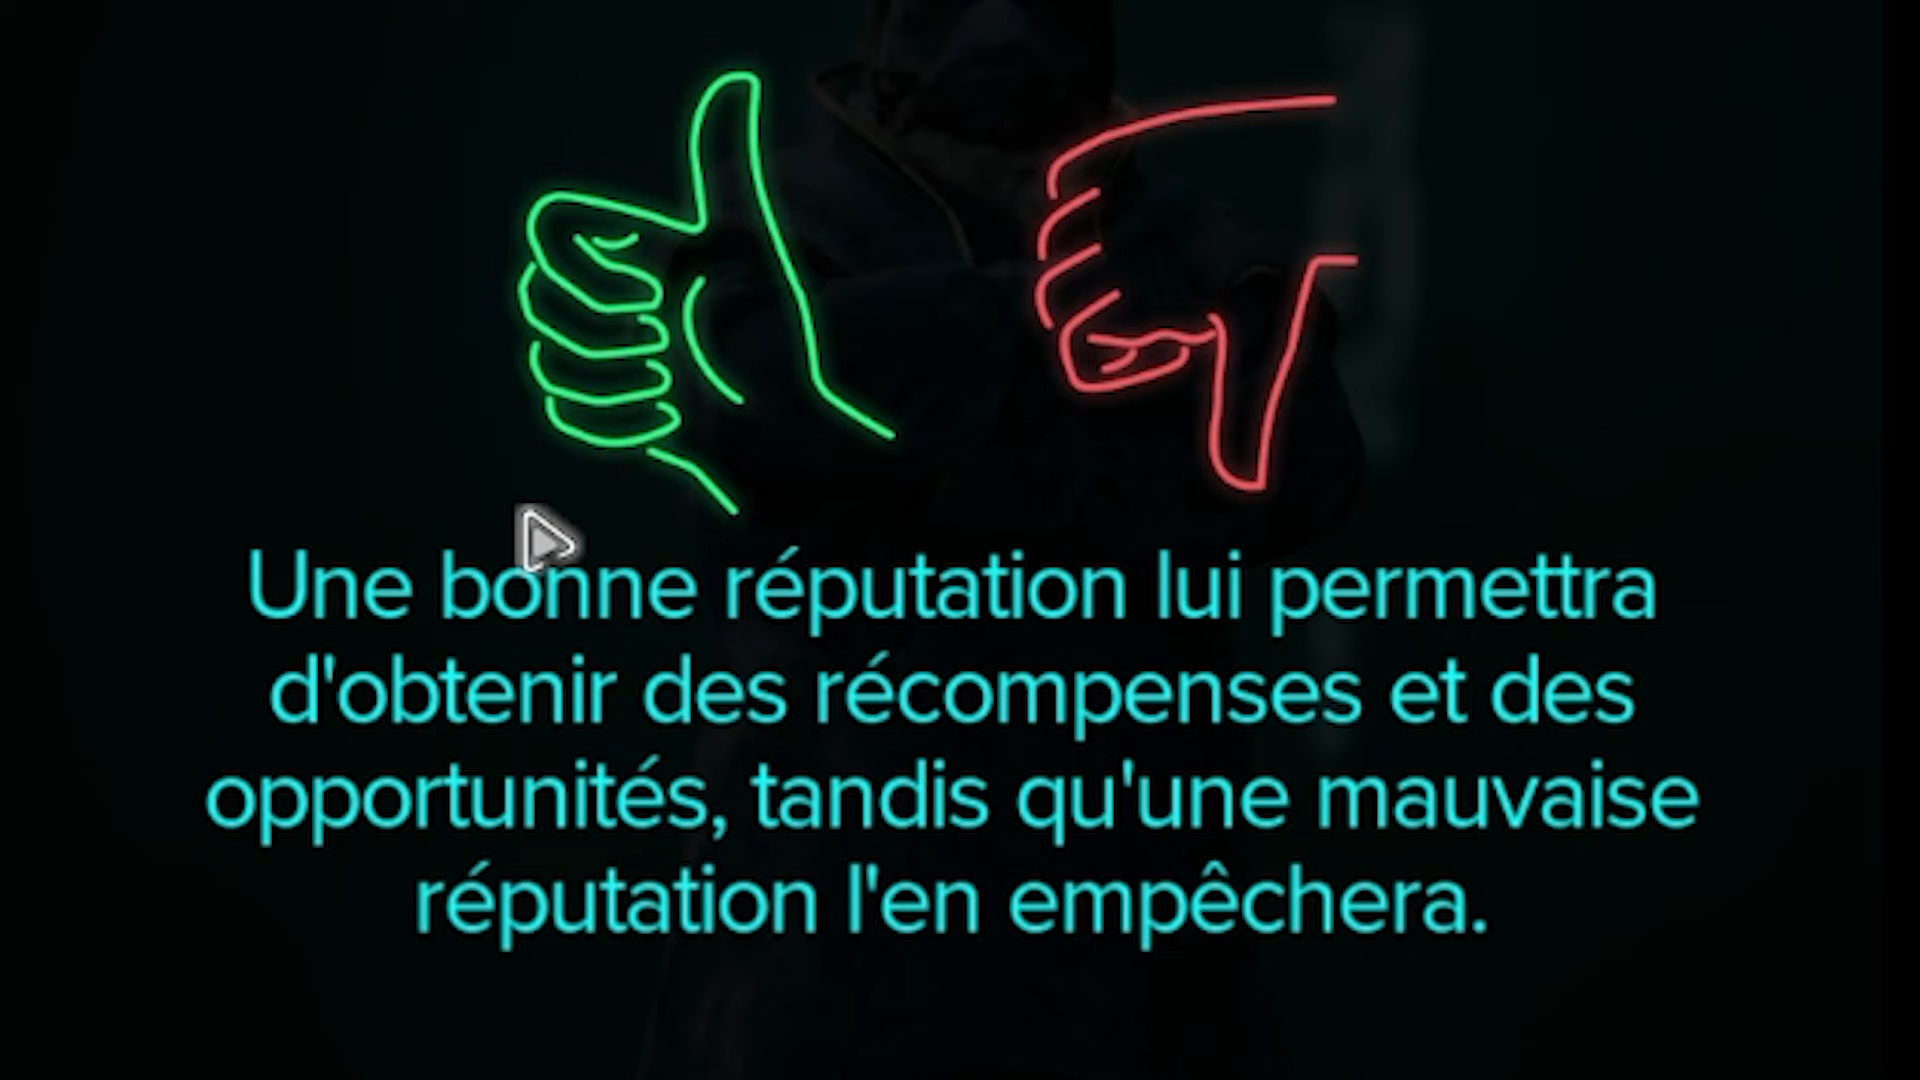 Une bonne réputation lui permettra
d'obtenir des récompenses et des
opportunités, tandis qu'une mauvaise
réputation l'en empêchera.